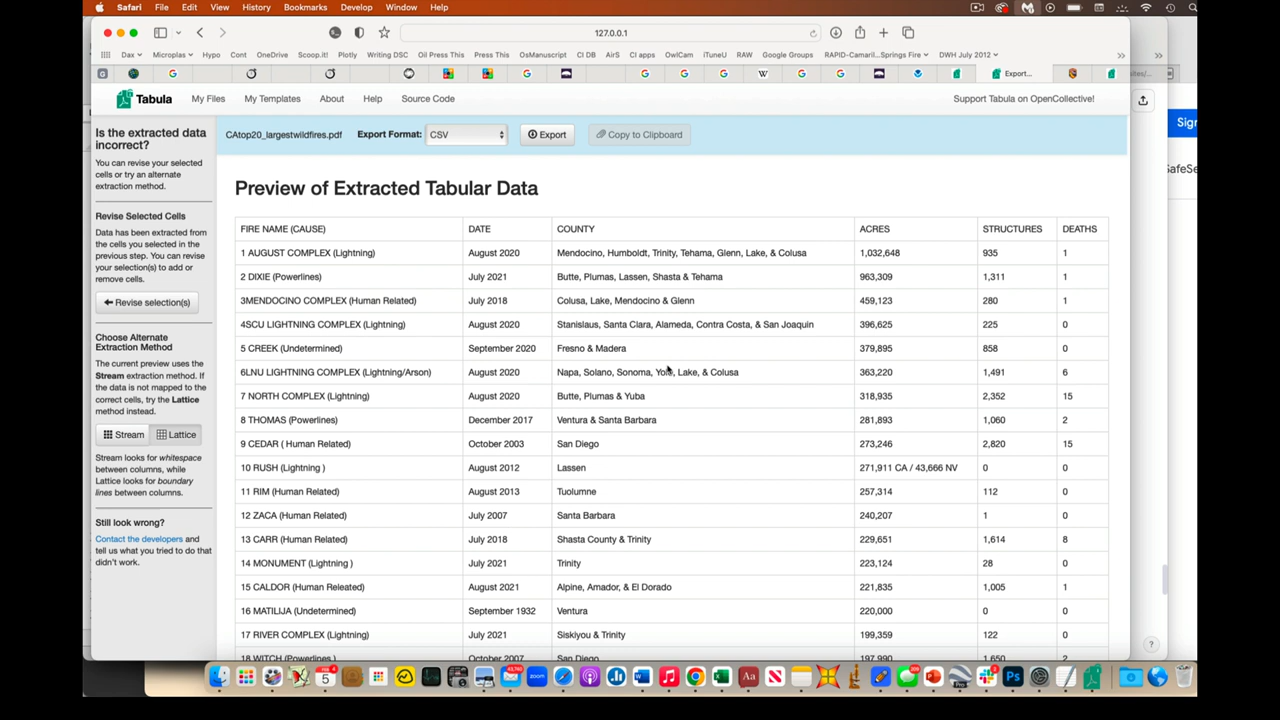 Safari File Edit View History Bookmarks Develop Window Help
127.0.0.1
Dax Microplas Hypo Cont OneDrive Scoop.it! Plotly Writing DSC Oil Press This Press This OsManuscript CI DB AirS CI apps OwlCam iTuneU RAW Google Groups RAPID-Camaril...Springs Fire DWH July 2012
Export...
Tabula My Files My Templates About Help Source Code Support Tabula on OpenCollective!
Sign
SafeSe
CAtop20_largestwildfires.pdf Export Format: CSV Export Copy to Clipboard
Is the extracted data
incorrect?
You can revise your selected
cells or try an alternate
extraction method.
Revise Selected Cells
Data has been extracted from
the cells you selected in the
previous step. You can revise
your selection(s) to add or
remove cells.
Revise selection(s)
Choose Alternate
Extraction Method
The current preview uses the
Stream extraction method. If
the data is not mapped to the
correct cells, try the Lattice
method instead.
Stream Lattice
Stream looks for whitespace
between columns, while
Lattice looks for boundary
lines between columns.
Still look wrong?
Contact the developers and
tell us what you tried to do that
didn't work.
Preview of Extracted Tabular Data
FIRE NAME (CAUSE) DATE COUNTY ACRES STRUCTURES DEATHS
1 AUGUST COMPLEX (Lightning) August 2020 Mendocino, Humboldt, Trinity, Tehama, Glenn, Lake, & Colusa 1,032,648 935 1
2 DIXIE (Powerlines) July 2021 Butte, Plumas, Lassen, Shasta & Tehama 963,309 1,311 1
3MENDOCINO COMPLEX (Human Related) July 2018 Colusa, Lake, Mendocino & Glenn 459,123 280 1
4SCU LIGHTNING COMPLEX (Lightning) August 2020 Stanislaus, Santa Clara, Alameda, Contra Costa, & San Joaquin 396,625 225 0
5 CREEK (Undetermined) September 2020 Fresno & Madera 379,895 858 0
6LNU LIGHTNING COMPLEX (Lightning/Arson) August 2020 Napa, Solano, Sonoma, Yolo, Lake, & Colusa 363,220 1,491 6
7 NORTH COMPLEX (Lightning) August 2020 Butte, Plumas & Yuba 318,935 2,352 15
8 THOMAS (Powerlines) December 2017 Ventura & Santa Barbara 281,893 1,060 2
9 CEDAR ( Human Related) October 2003 San Diego 273,246 2,820 15
10 RUSH (Lightning ) August 2012 Lassen 271,911 CA / 43,666 NV 0 0
11 RIM (Human Related) August 2013 Tuolumne 257,314 112 0
12 ZACA (Human Related) July 2007 Santa Barbara 240,207 1 0
13 CARR (Human Related) July 2018 Shasta County & Trinity 229,651 1,614 8
14 MONUMENT (Lightning ) July 2021 Trinity 223,124 28 0
15 CALDOR (Human Releated) August 2021 Alpine, Amador, & El Dorado 221,835 1,005 1
16 MATILIJA (Undetermined) September 1932 Ventura 220,000 0 0
17 RIVER COMPLEX (Lightning) July 2021 Siskiyou & Trinity 199,359 122 0
18 WITCH (Powerlines ) October 2007 San Diego 197,990 1,650 2